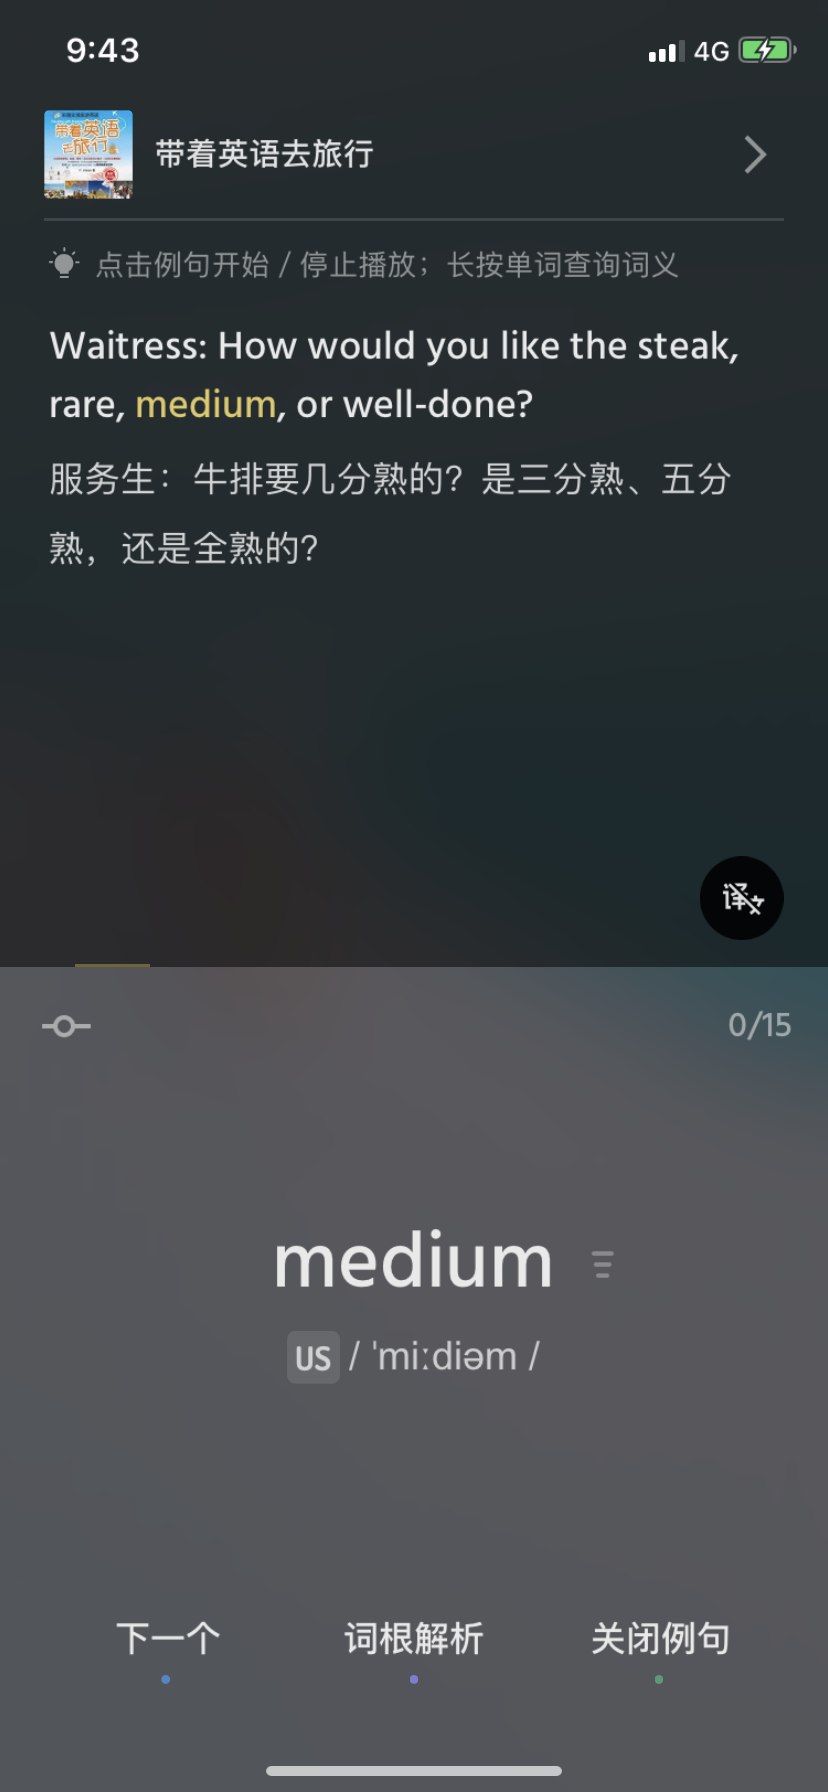 9:43
4G
带着英语
去旅行
带着英语去旅行
点击例句开始 / 停止播放；长按单词查询词义
Waitress: How would you like the steak,
rare, medium, or well-done?
服务生：牛排要几分熟的？是三分熟、五分
熟，还是全熟的？
译
0/15
medium
US / ˈmiːdiəm /
下一个 词根解析 关闭例句